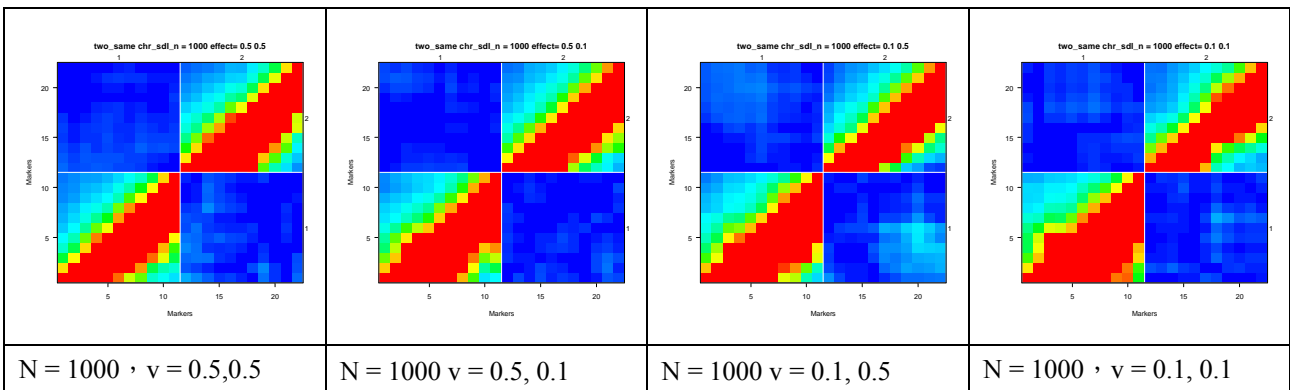 two_same chr_sdl_n = 1000 effect= 0.5 0.5
1 2
20
15
10
5
2
1
Markers
5 10 15 20
Markers
N = 1000，v = 0.5,0.5
two_same chr_sdl_n = 1000 effect= 0.5 0.1
1 2
20
15
10
5
2
1
Markers
5 10 15 20
Markers
N = 1000 v = 0.5, 0.1
two_same chr_sdl_n = 1000 effect= 0.1 0.5
1 2
20
15
10
5
2
1
Markers
5 10 15 20
Markers
N = 1000 v = 0.1, 0.5
two_same chr_sdl_n = 1000 effect= 0.1 0.1
1 2
20
15
10
5
2
1
Markers
5 10 15 20
Markers
N = 1000，v = 0.1, 0.1